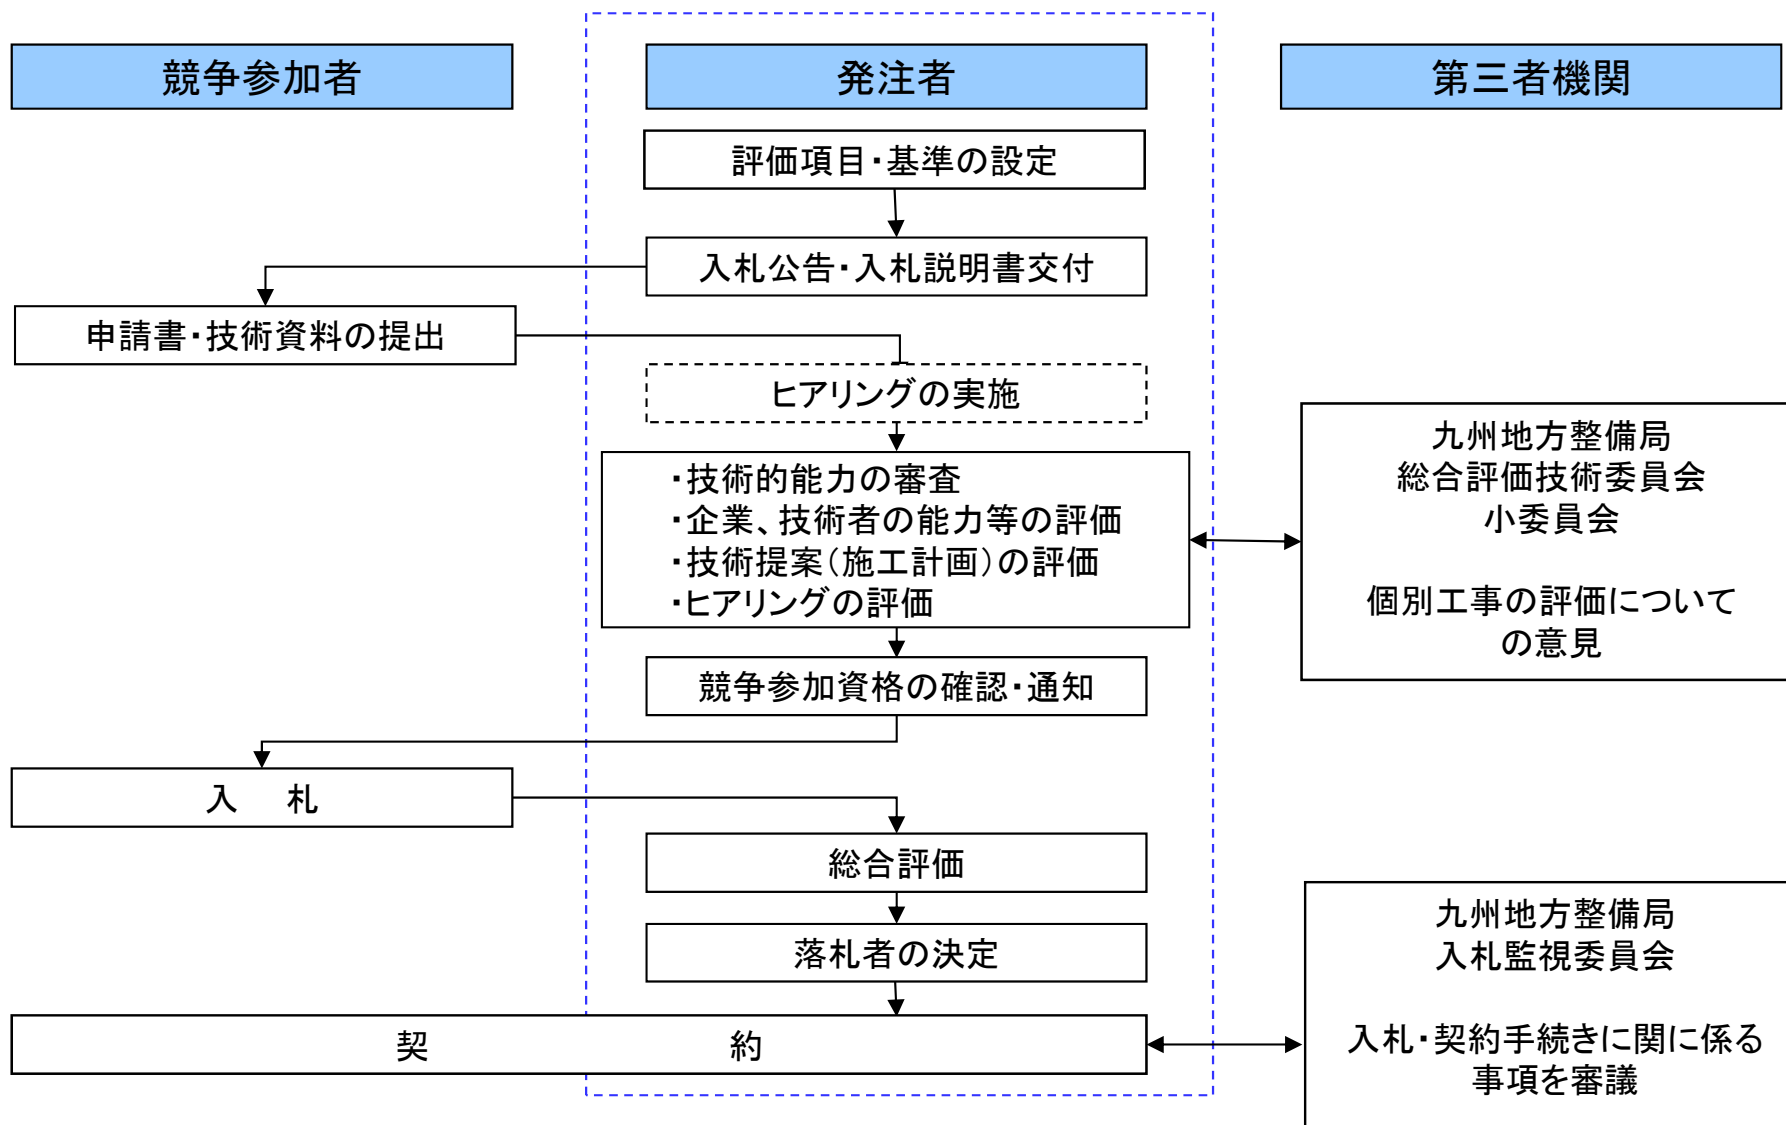 競争参加者
発注者
第三者機関
評価項目・基準の設定
入札公告・入札説明書交付
申請書・技術資料の提出
ヒアリングの実施
・技術的能力の審査
・企業、技術者の能力等の評価
・技術提案(施工計画)の評価
・ヒアリングの評価
九州地方整備局
総合評価技術委員会
小委員会
個別工事の評価について
の意見
競争参加資格の確認・通知
入 札
総合評価
落札者の決定
契 約
九州地方整備局
入札監視委員会
入札・契約手続きに関に係る
事項を審議